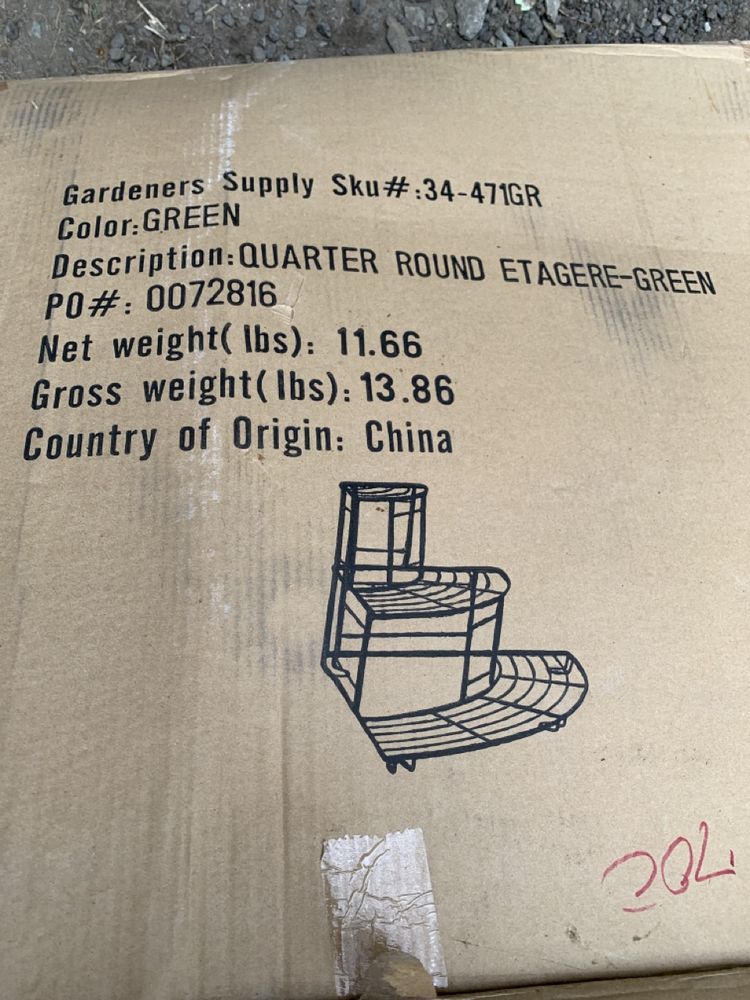 Gardeners Supply Sku#:34-471GR
Color:GREEN
Description:QUARTER ROUND ETAGERE-GREEN
PO#: 0072816
Net weight(lbs): 11.66
Gross weight(lbs): 13.86
Country of Origin: China